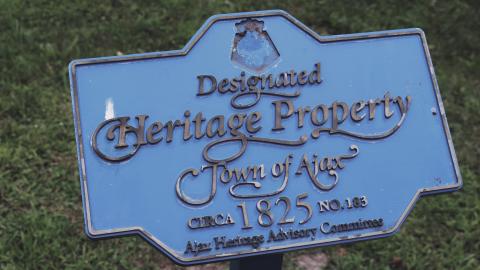 Designated
Heritage Property
Town of Ajax
CIRCA 1825 NO. 183
Ajax Heritage Advisory Committee